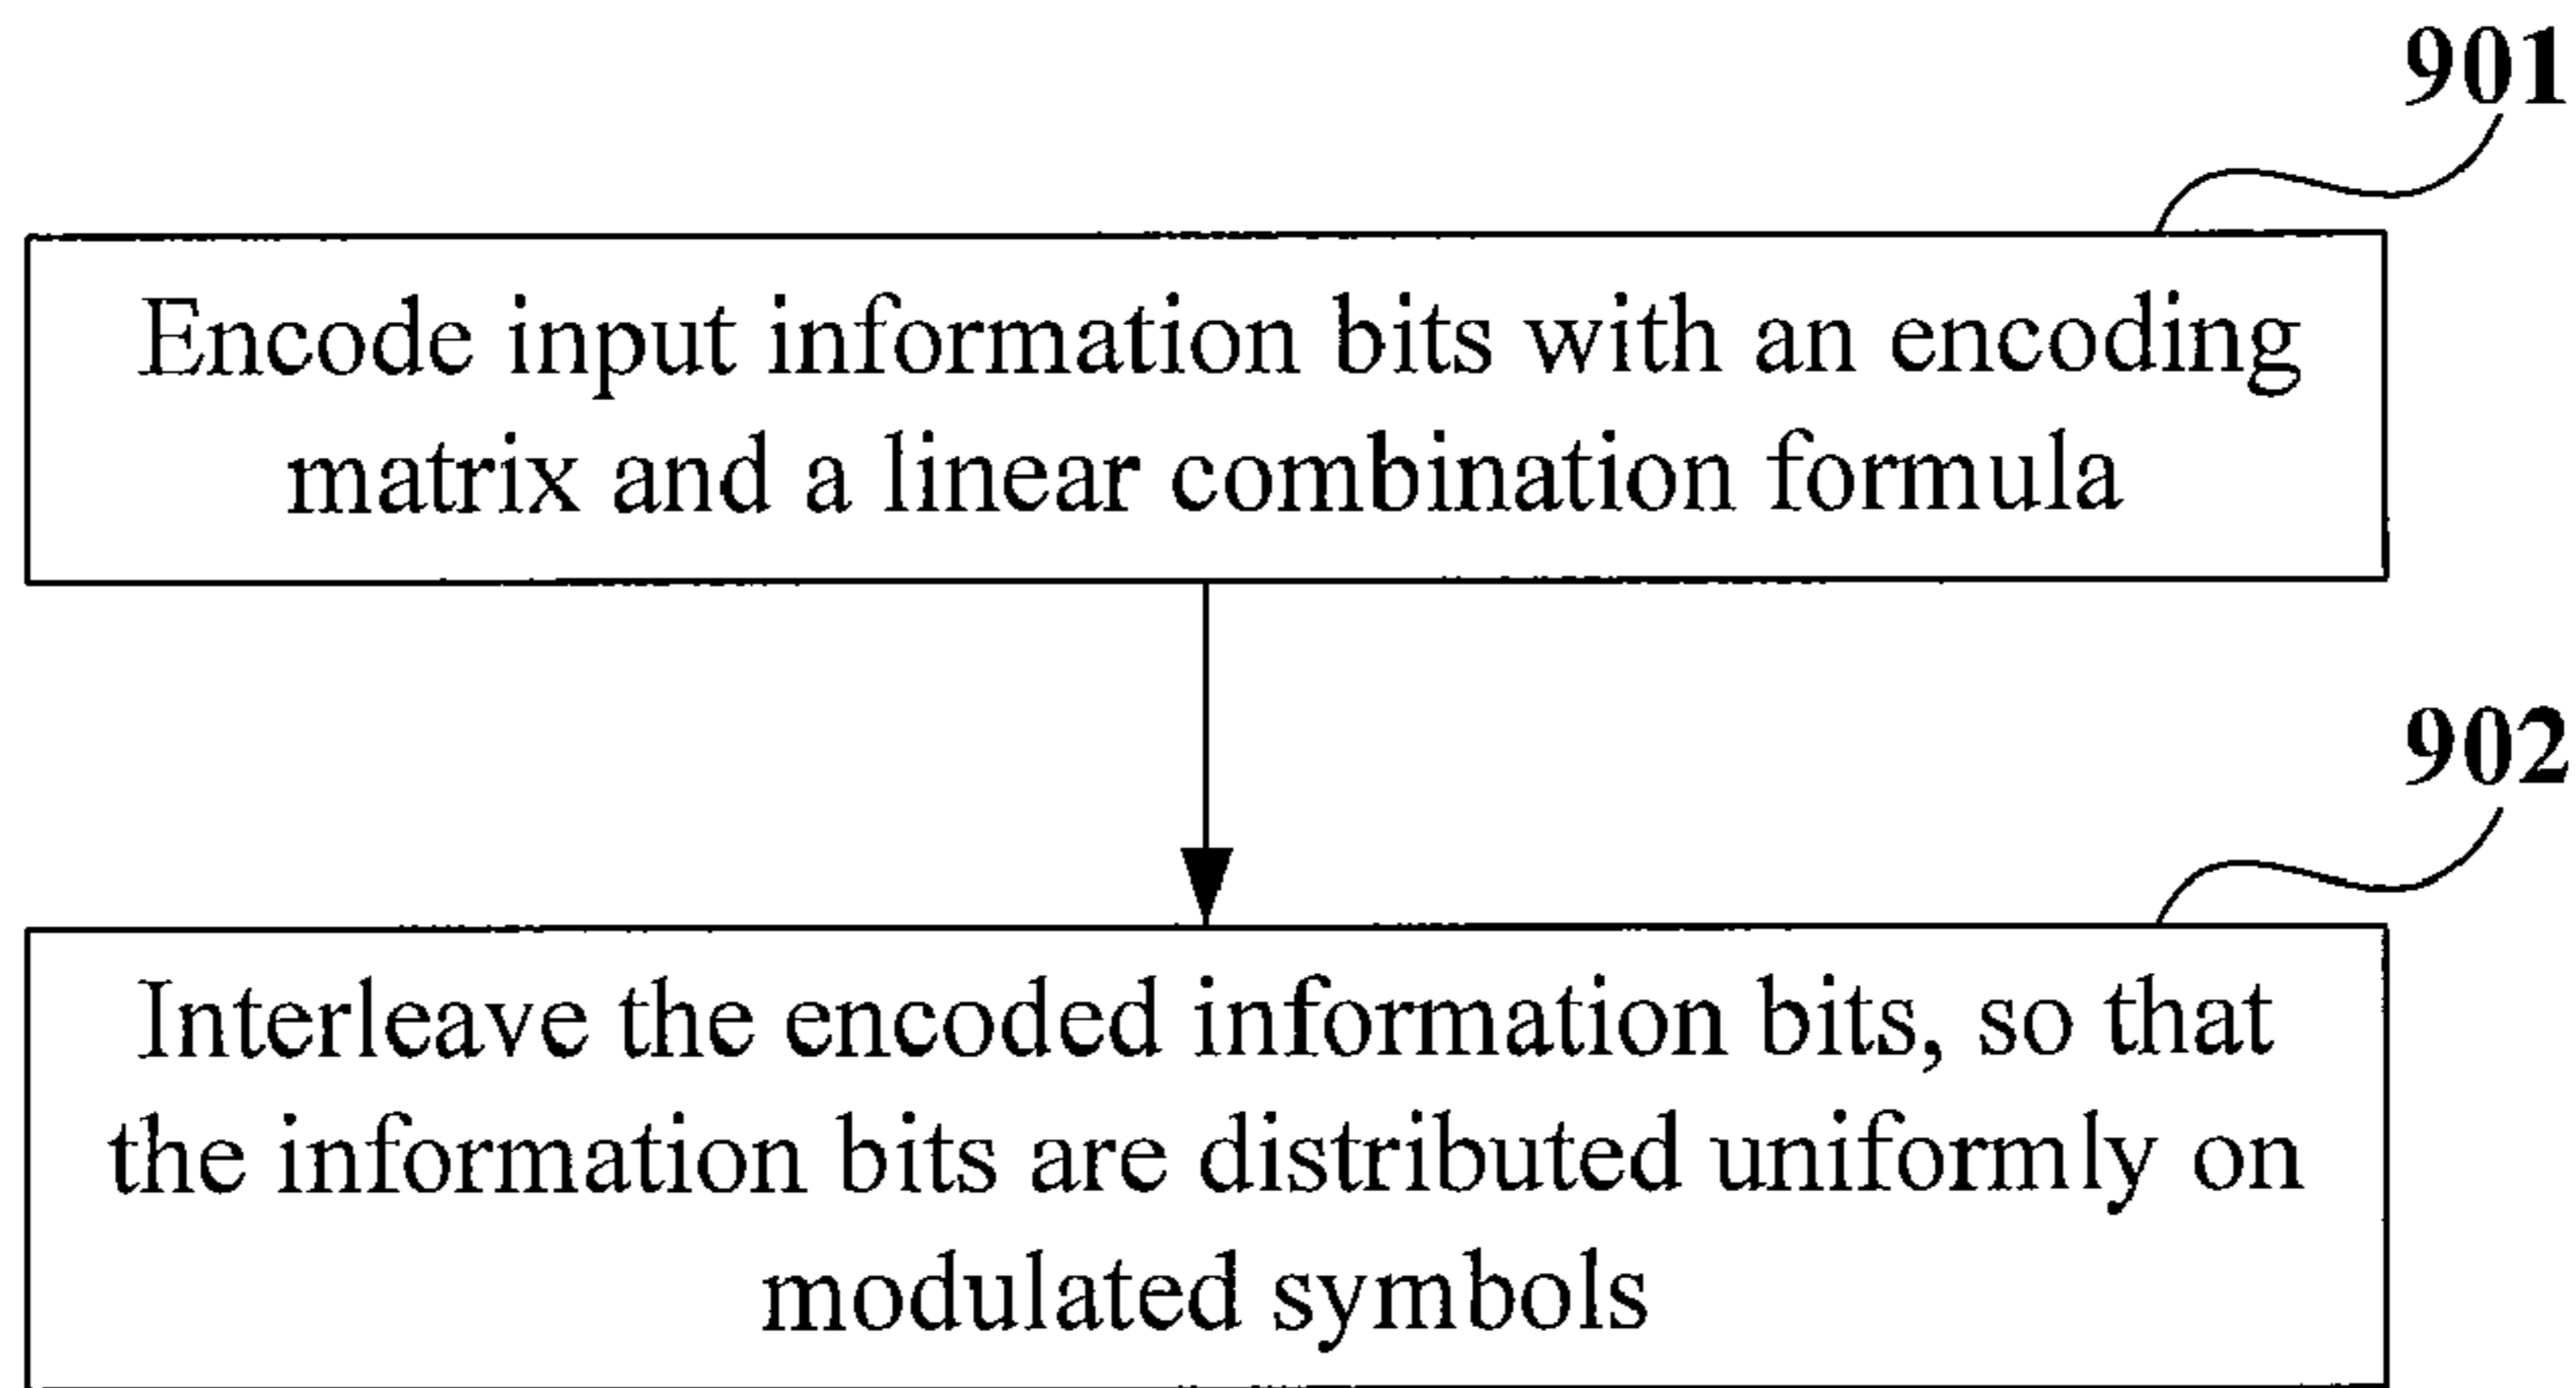 901
Encode input information bits with an encoding
matrix and a linear combination formula
902
Interleave the encoded information bits, so that
the information bits are distributed uniformly on
modulated symbols